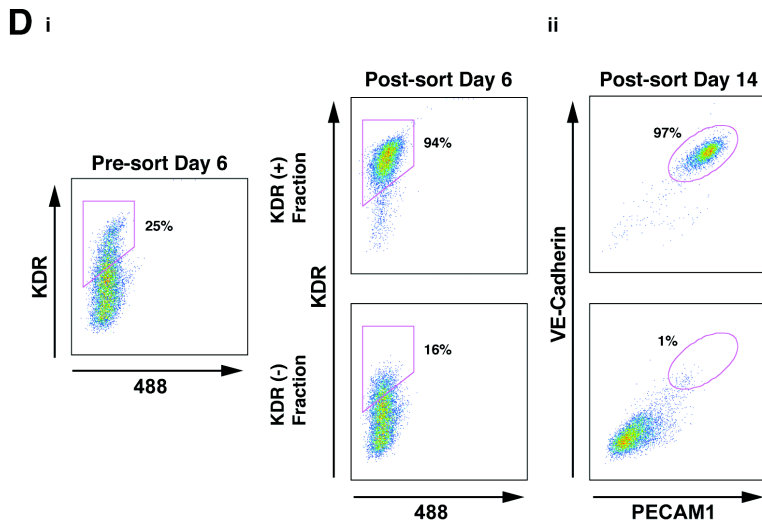 D i
ii
Pre-sort Day 6
KDR
25%
488
Post-sort Day 6
KDR (+)
Fraction
94%
KDR
KDR (-)
Fraction
16%
488
Post-sort Day 14
97%
VE-Cadherin
1%
PECAM1